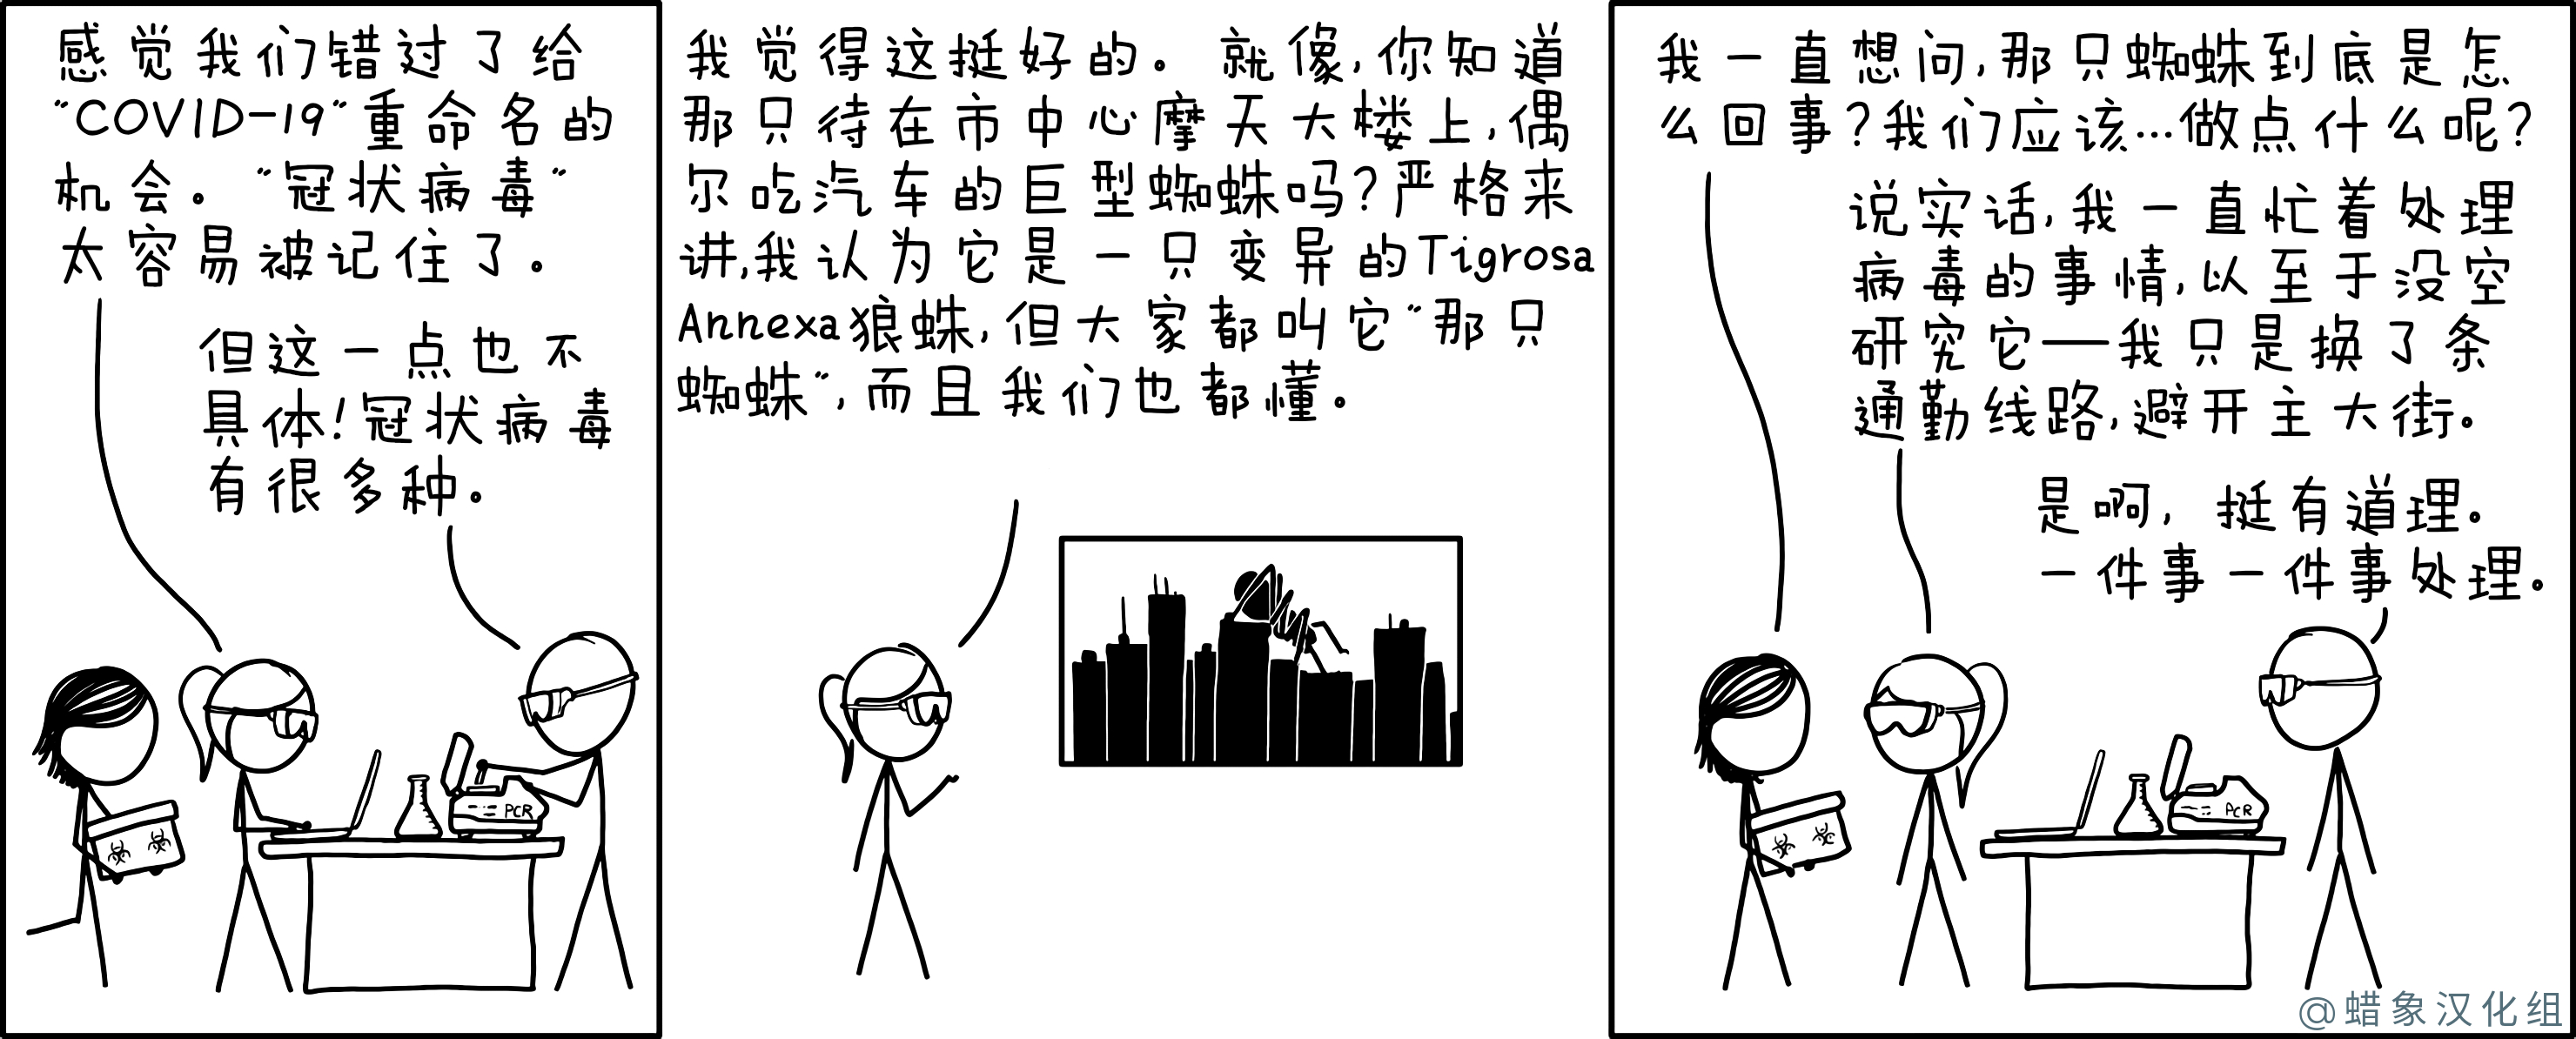 感觉我们错过了给
"COVID-19"重命名的
机会。"冠状病毒"
太容易被记住了。
但这一点也不
具体!冠状病毒
有很多种。
PCR
我觉得这挺好的。就像,你知道
那只待在市中心摩天大楼上,偶
尔吃汽车的巨型蜘蛛吗?严格来
讲,我认为它是一只变异的Tigrosa
Annexa狼蛛,但大家都叫它"那只
蜘蛛",而且我们也都懂。
我一直想问,那只蜘蛛到底是怎
么回事?我们应该...做点什么呢?
说实话,我一直忙着处理
病毒的事情,以至于没空
研究它——我只是换了条
通勤线路,避开主大街。
是啊,挺有道理。
一件事一件事处理。
PCR
@蜡象汉化组